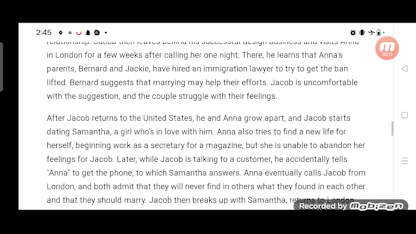 2:45
relationship. Jacob then leaves behind his successful design business and visits Anna
in London for a few weeks after calling her one night. There, he learns that Anna's
parents, Bernard and Jackie, have hired an immigration lawyer to try to get the ban
lifted. Bernard suggests that marrying may help their efforts. Jacob is uncomfortable
with the suggestion, and the couple struggle with their feelings.
After Jacob returns to the United States, he and Anna grow apart, and Jacob starts
dating Samantha, a girl who's in love with him. Anna also tries to find a new life for
herself, beginning work as a secretary for a magazine, but she is unable to abandon her
feelings for Jacob. Later, while Jacob is talking to a customer, he accidentally tells
"Anna" to get the phone, to which Samantha answers. Anna eventually calls Jacob from
London, and both admit that they will never find in others what they found in each other
and that they should marry. Jacob then breaks up with Samantha, returns to London
Recorded by Mobizen